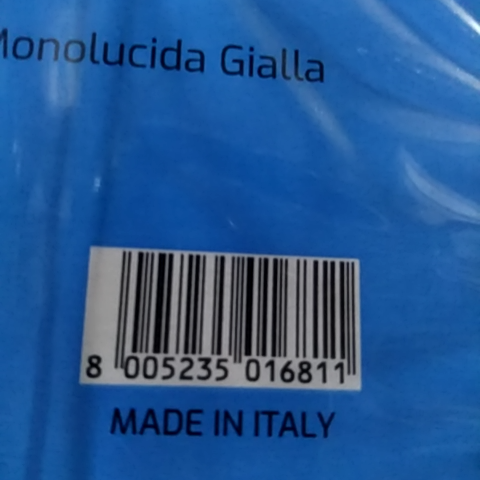 Monolucida Gialla
8 005235 016811
MADE IN ITALY